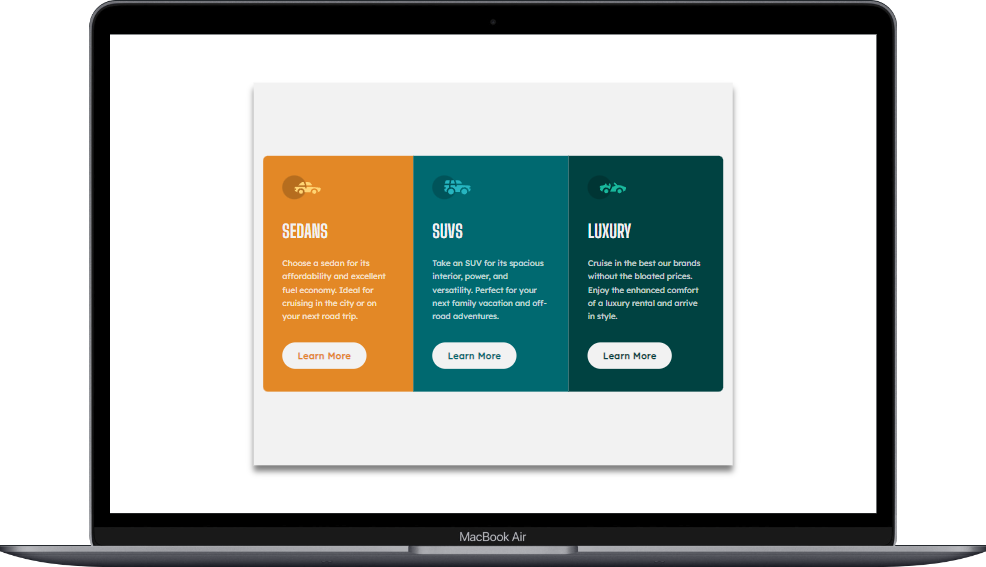 SEDANS
Choose a sedan for its
affordability and excellent
fuel economy. Ideal for
cruising in the city or on
your next road trip.
Learn More
SUVS
Take an SUV for its spacious
interior, power, and
versatility. Perfect for your
next family vacation and off-
road adventures.
Learn More
LUXURY
Cruise in the best our brands
without the bloated prices.
Enjoy the enhanced comfort
of a luxury rental and arrive
in style.
Learn More
MacBook Air